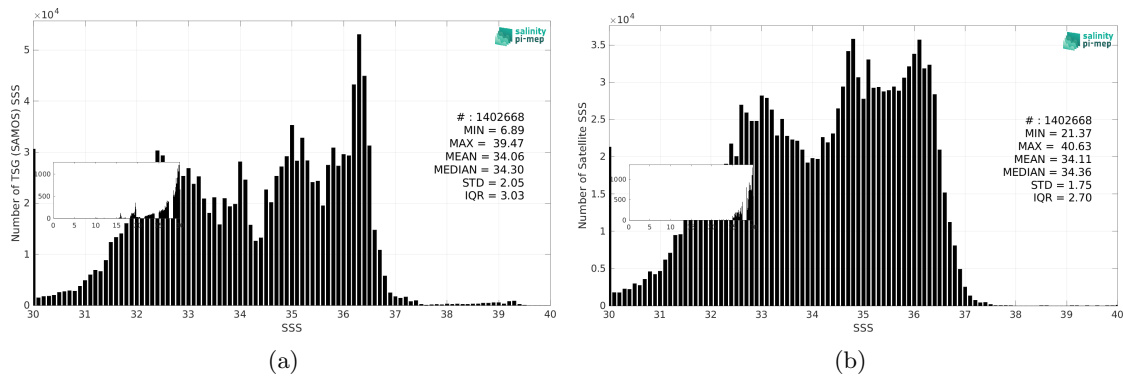 ×10⁴
salinity
pi-mep
Number of TSG (SAMOS) SSS
5
4
3
2
1
0
# : 1402668
MIN = 6.89
MAX = 39.47
MEAN = 34.06
MEDIAN = 34.30
STD = 2.05
IQR = 3.03
1000
500
0
0 5 10 15
30 31 32 33 34 35 36 37 38 39 40
SSS
(a)
×10⁴
salinity
pi-mep
Number of Satellite SSS
3.5
3
2.5
2
1.5
1
0.5
0
# : 1402668
MIN = 21.37
MAX = 40.63
MEAN = 34.11
MEDIAN = 34.36
STD = 1.75
IQR = 2.70
1000
500
0
0 5 10 15
30 31 32 33 34 35 36 37 38 39 40
SSS
(b)